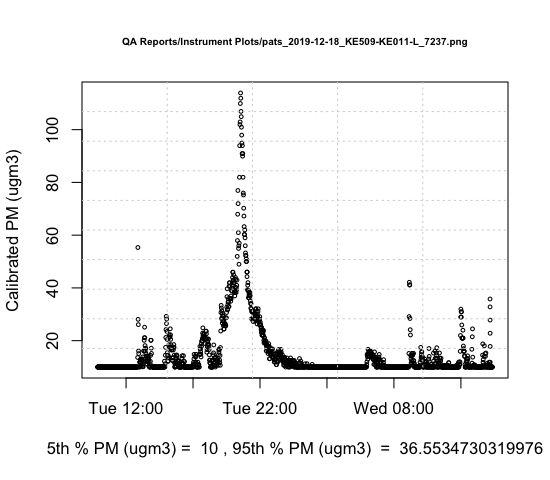 QA Reports/Instrument Plots/pats_2019-12-18_KE509-KE011-L_7237.png
Calibrated PM (ugm3)
100
80
60
40
20
Tue 12:00 Tue 22:00 Wed 08:00
5th % PM (ugm3) = 10 , 95th % PM (ugm3) = 36.5534730319976